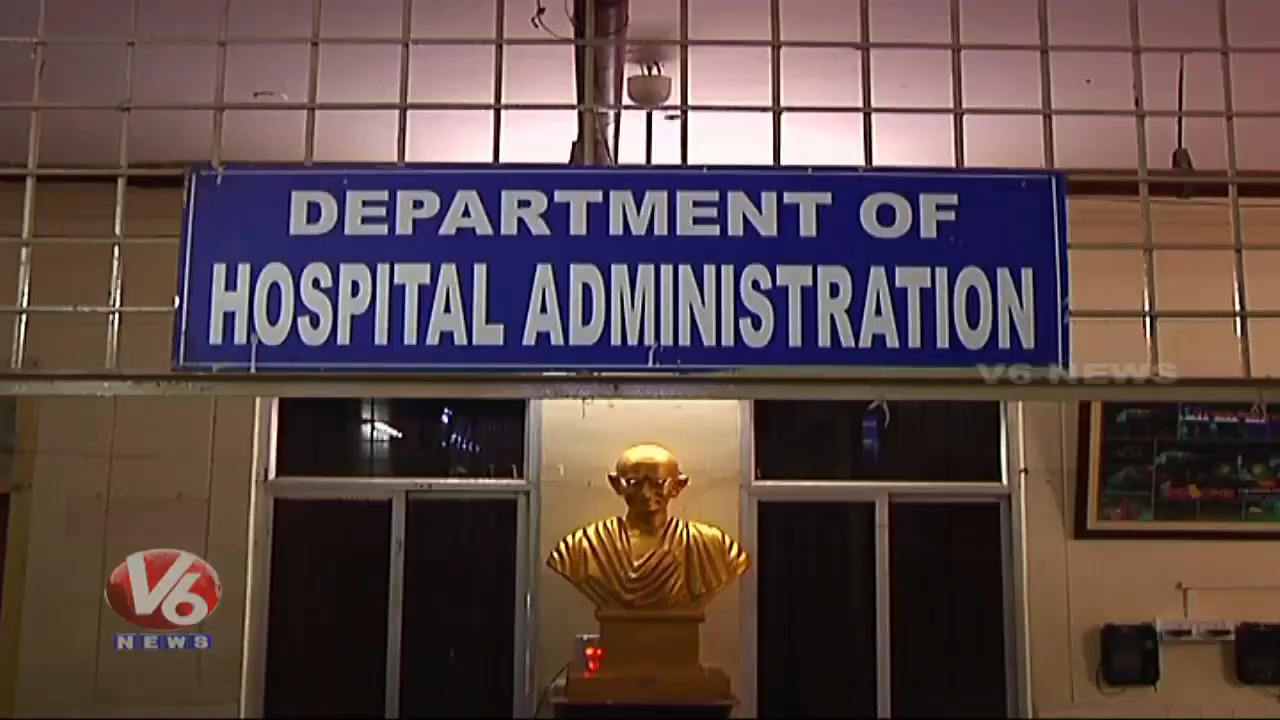 DEPARTMENT OF
HOSPITAL ADMINISTRATION
V6 NEWS
V6
NEWS